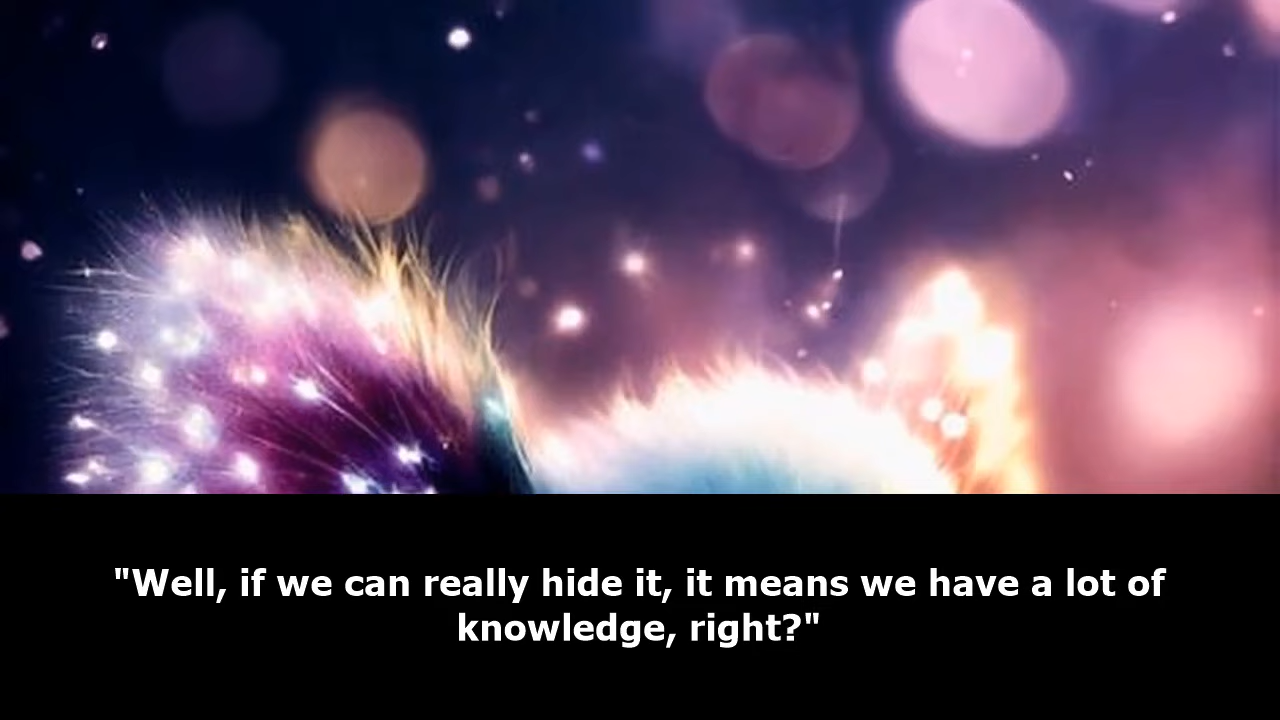 "Well, if we can really hide it, it means we have a lot of
knowledge, right?"